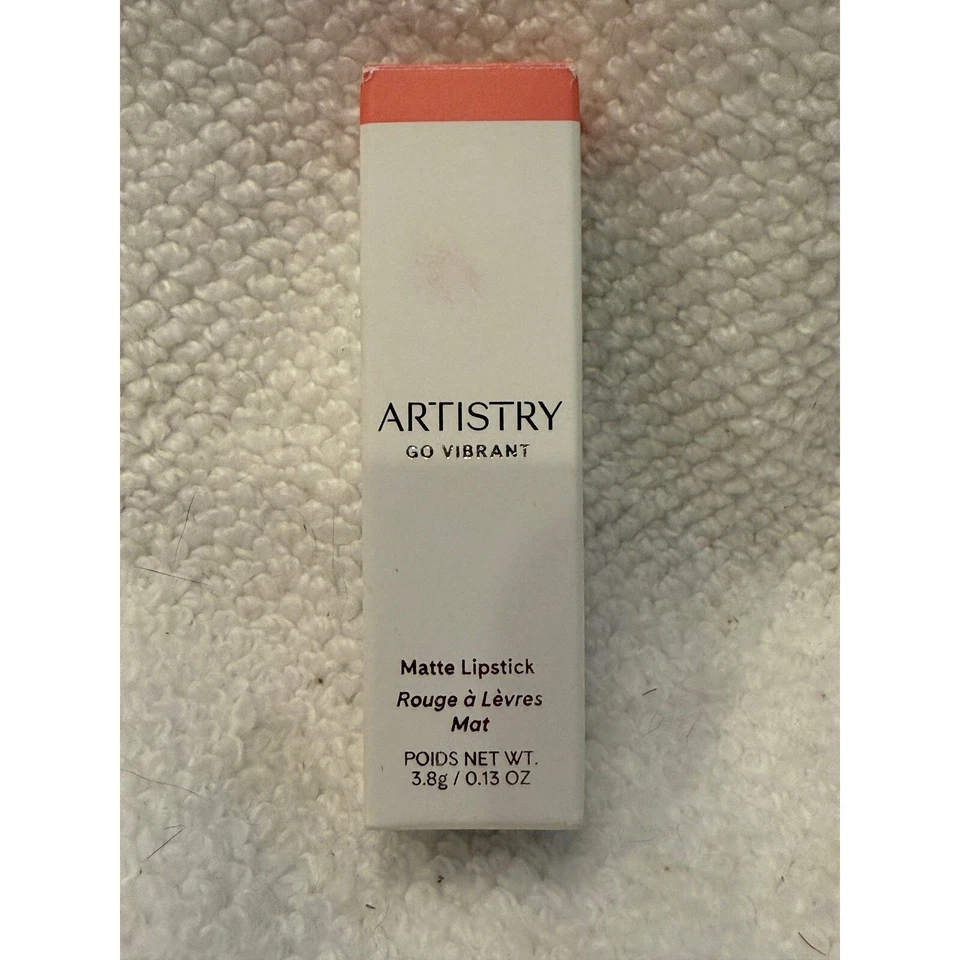 ARTISTRY
GO VIBRANT
Matte Lipstick
Rouge à Lèvres
Mat
POIDS NET WT.
3.8g / 0.13 OZ